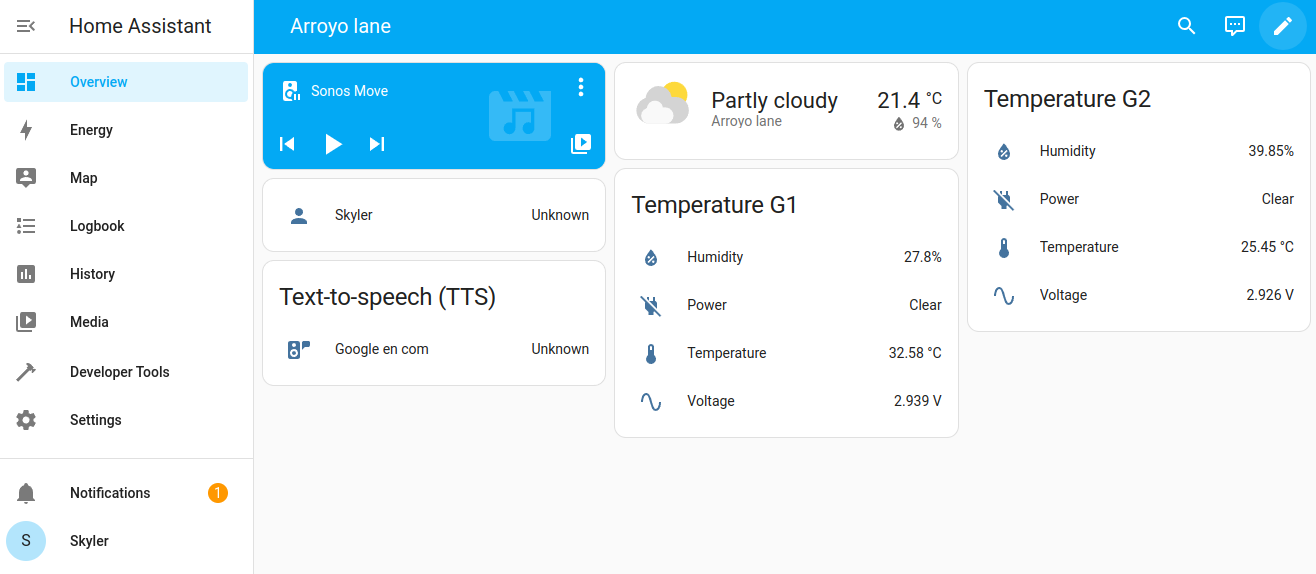 Home Assistant
Arroyo lane
Overview
Energy
Map
Logbook
History
Media
Developer Tools
Settings
Notifications 1
S Skyler
Sonos Move
Skyler Unknown
Text-to-speech (TTS)
Google en com Unknown
Partly cloudy 21.4 °C
Arroyo lane 94 %
Temperature G1
Humidity 27.8%
Power Clear
Temperature 32.58 °C
Voltage 2.939 V
Temperature G2
Humidity 39.85%
Power Clear
Temperature 25.45 °C
Voltage 2.926 V